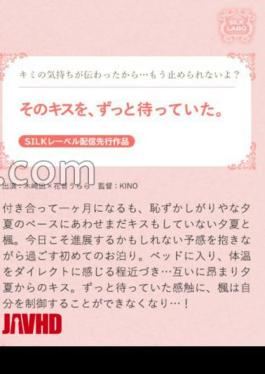 SILK LABO
キミの気持ちが伝わったから…もう止められないよ？
そのキスを、ずっと待っていた。
SILKレーベル配信先行作品
監督：KINO
付き合って一ヶ月になるも、恥ずかしがりやな夕
夏のペースにあわせまだキスもしていない夕夏と
楓。今日こそ進展するかもしれない予感を抱きな
がら過ごす初めてのお泊り。ベッドに入り、体温
をダイレクトに感じる程近づき…互いに昂まり夕
夏からのキス。ずっと待っていた感触に、楓は自
分を制御することができなくなり…！
JAVHD